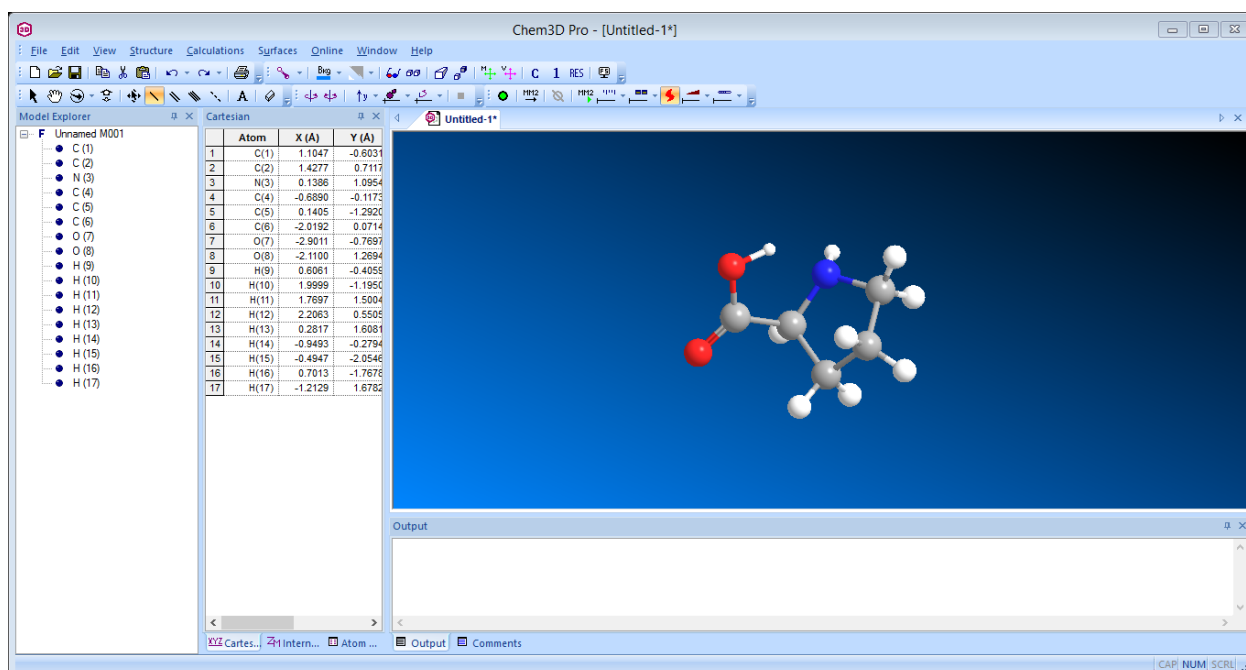 3D Chem3D Pro - [Untitled-1*]
File Edit View Structure Calculations Surfaces Online Window Help
Bkg M V C 1 RES
A MM2 MM2
Model Explorer
Unnamed M001
C (1)
C (2)
N (3)
C (4)
C (5)
C (6)
O (7)
O (8)
H (9)
H (10)
H (11)
H (12)
H (13)
H (14)
H (15)
H (16)
H (17)
Cartesian
Atom X (Å) Y (Å)
1 C(1) 1.1047 -0.6031
2 C(2) 1.4277 0.7117
3 N(3) 0.1386 1.0954
4 C(4) -0.6890 -0.1173
5 C(5) 0.1405 -1.2920
6 C(6) -2.0192 0.0714
7 O(7) -2.9011 -0.7697
8 O(8) -2.1100 1.2694
9 H(9) 0.6061 -0.4059
10 H(10) 1.9999 -1.1950
11 H(11) 1.7697 1.5004
12 H(12) 2.2063 0.5505
13 H(13) 0.2817 1.6081
14 H(14) -0.9493 -0.2794
15 H(15) -0.4947 -2.0546
16 H(16) 0.7013 -1.7678
17 H(17) -1.2129 1.6782
XYZ Cartes... Intern... Atom ...
Untitled-1*
Output
Output Comments
CAP NUM SCRL